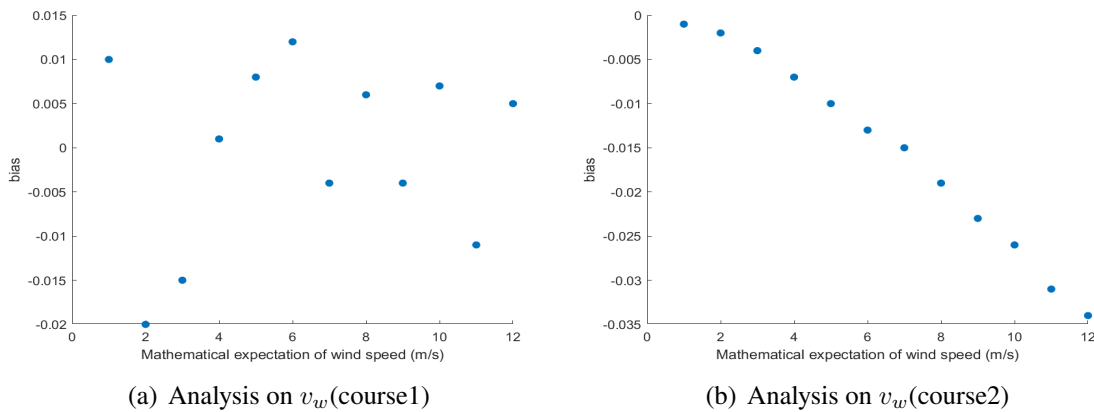 0.015
0.01
0.005
0
-0.005
-0.01
-0.015
-0.02
bias
0 2 4 6 8 10 12
Mathematical expectation of wind speed (m/s)
(a) Analysis on v_w(course1)
0
-0.005
-0.01
-0.015
-0.02
-0.025
-0.03
-0.035
bias
0 2 4 6 8 10 12
Mathematical expectation of wind speed (m/s)
(b) Analysis on v_w(course2)